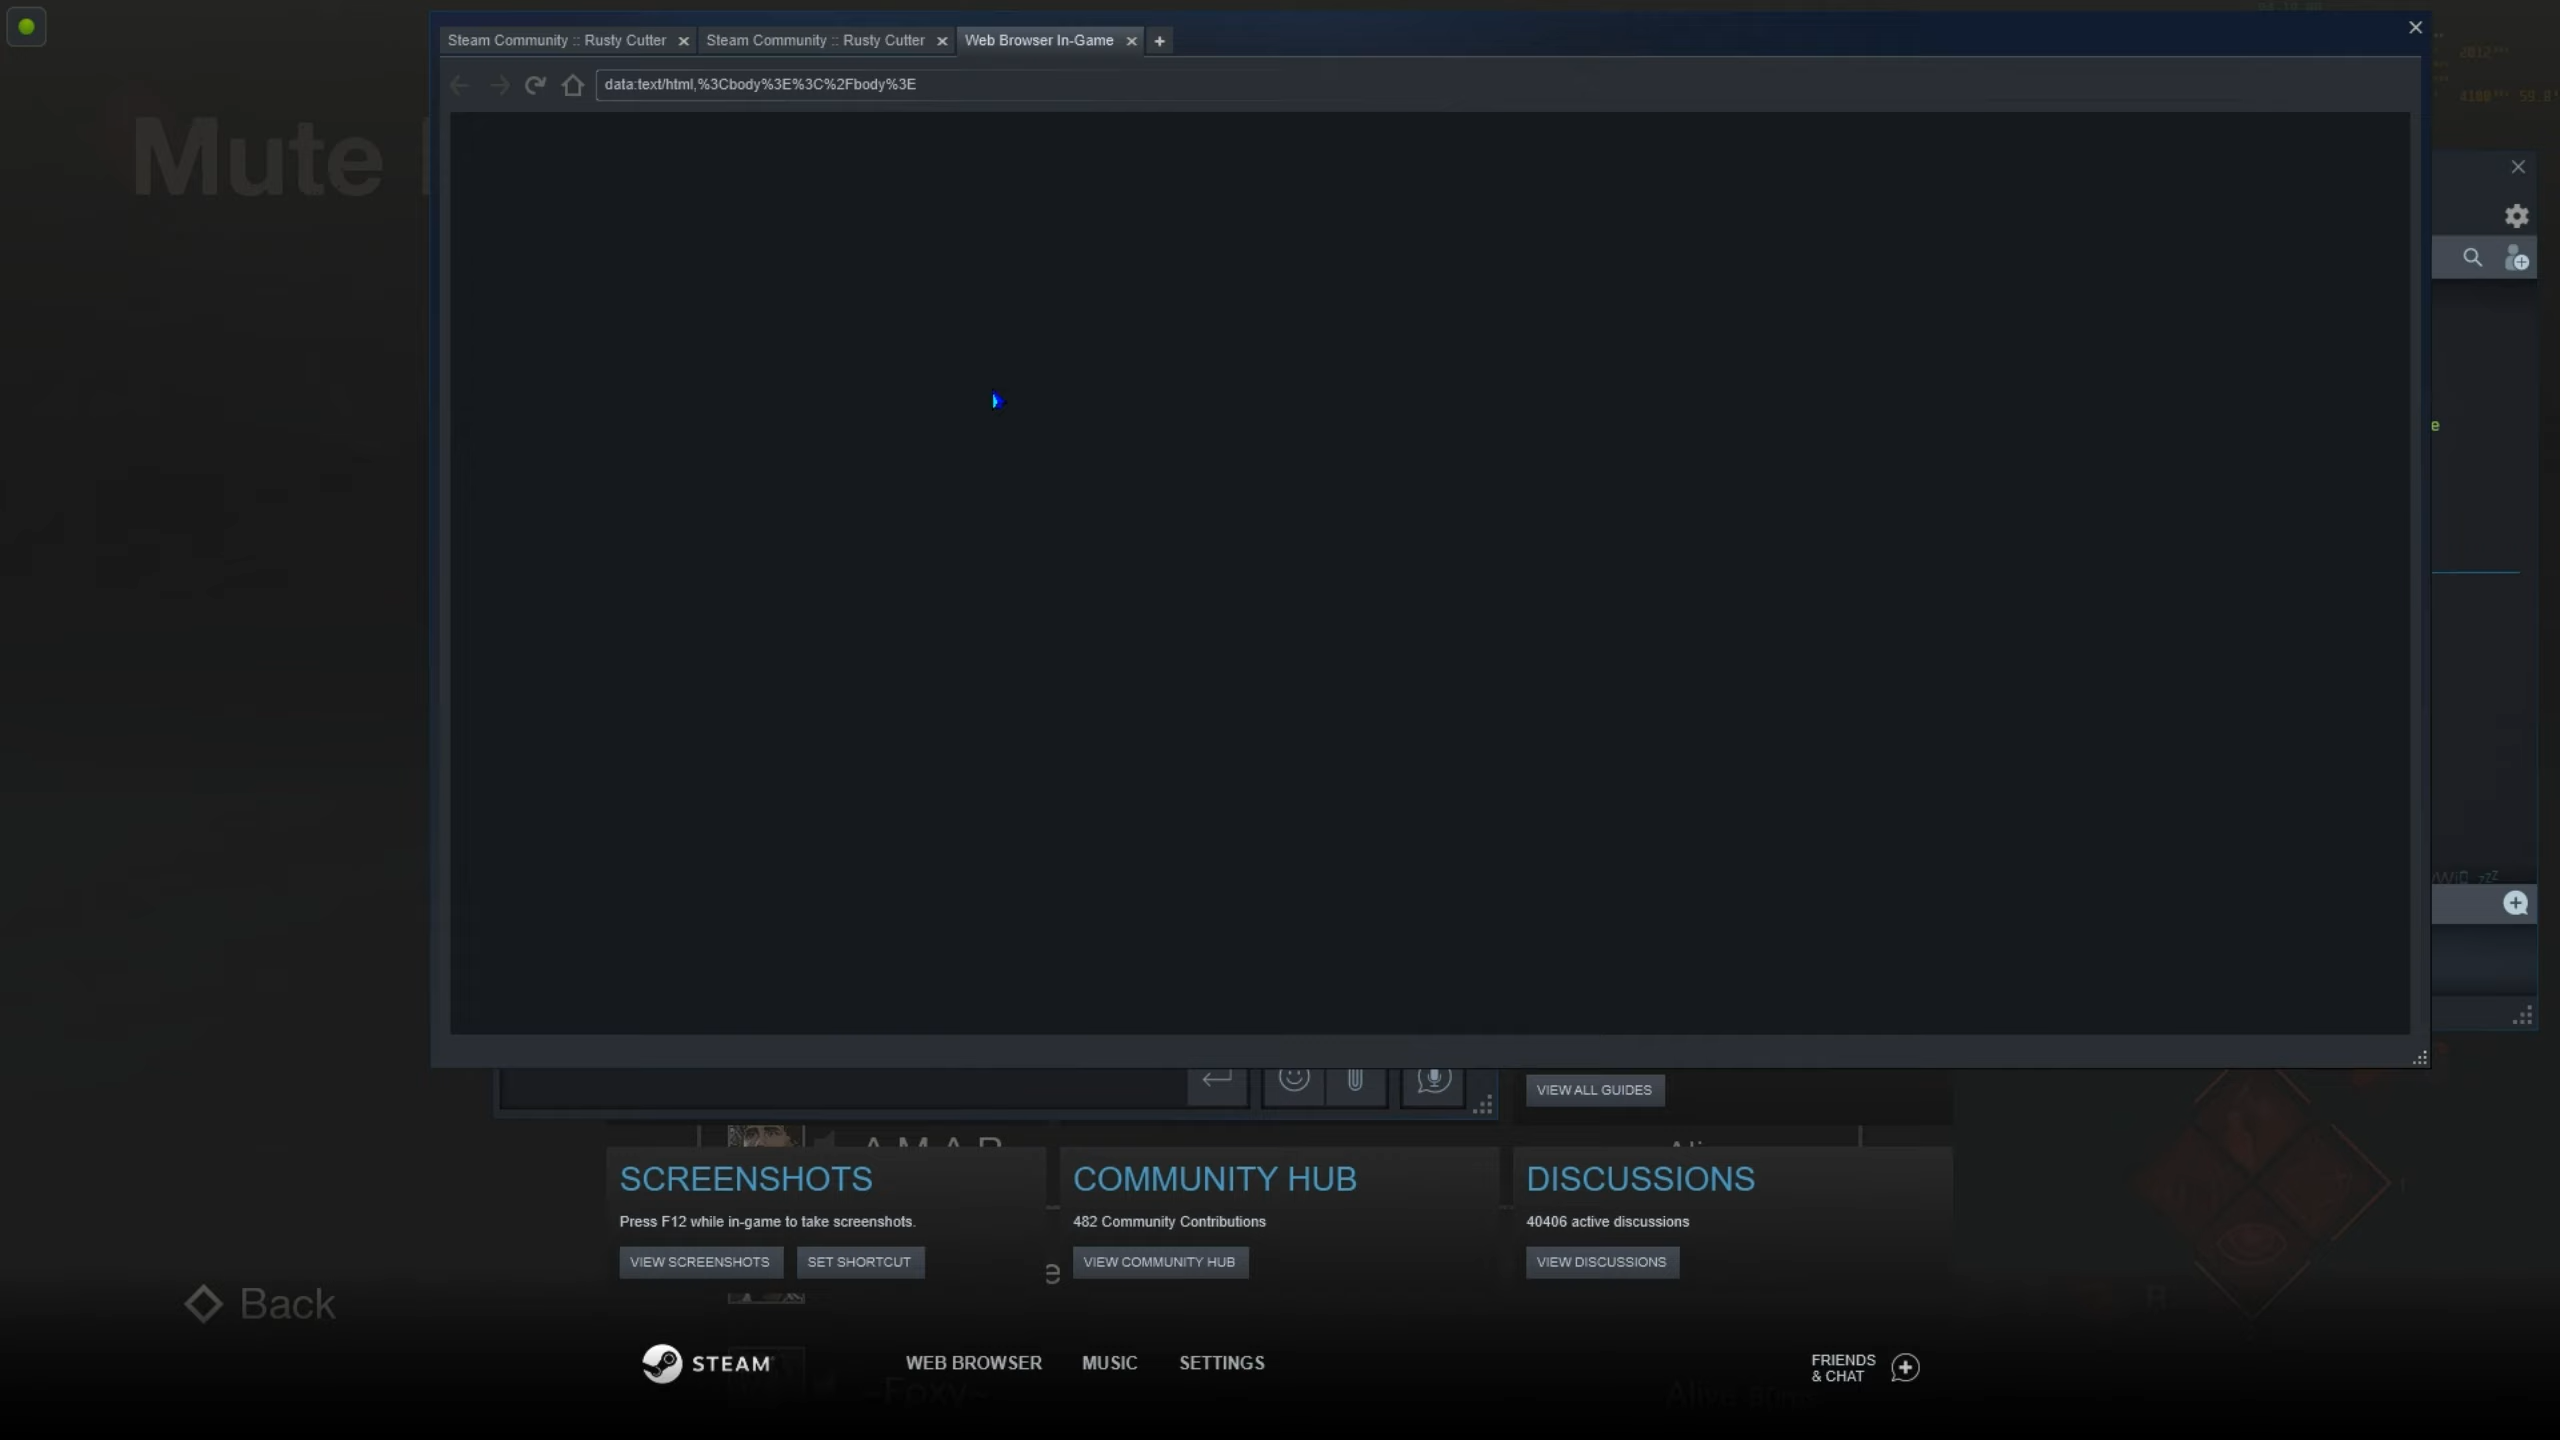 Steam Community :: Rusty Cutter
Steam Community :: Rusty Cutter
Web Browser In-Game
data:text/html,%3Cbody%3E%3C%2Fbody%3E
Mute
e
VIEW ALL GUIDES
A M A R
SCREENSHOTS
COMMUNITY HUB
DISCUSSIONS
Press F12 while in-game to take screenshots.
482 Community Contributions
40406 active discussions
VIEW SCREENSHOTS
SET SHORTCUT
e
VIEW COMMUNITY HUB
VIEW DISCUSSIONS
Back
STEAM
WEB BROWSER
MUSIC
SETTINGS
FRIENDS
& CHAT
~Foxy~